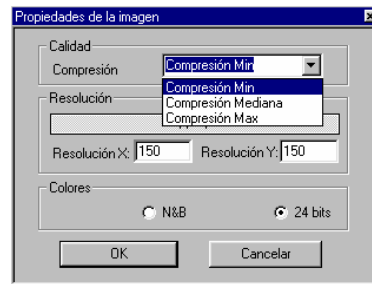 Propiedades de la imagen
Calidad
Compresión
Compresión Min
Compresión Min
Compresión Mediana
Compresión Max
Resolución
Resolución X: 150 Resolución Y: 150
Colores
N&B 24 bits
OK Cancelar